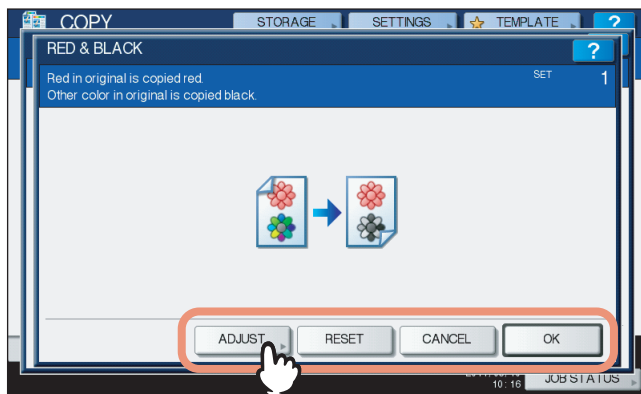 COPY
STORAGE
SETTINGS
TEMPLATE
?
RED & BLACK
?
Red in original is copied red.
Other color in original is copied black.
SET
1
ADJUST
RESET
CANCEL
OK
10:16
JOB STATUS